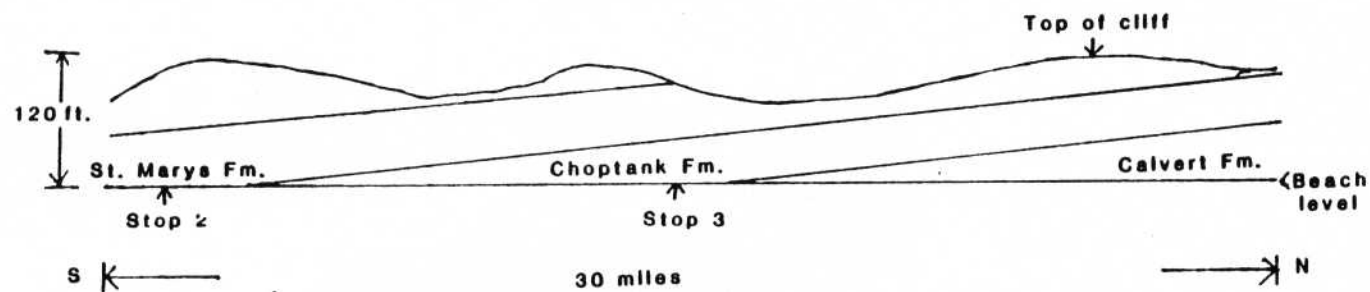 Top of cliff
120 ft.
St. Marys Fm.
Choptank Fm.
Calvert Fm.
Beach
level
Stop 2
Stop 3
S
30 miles
N